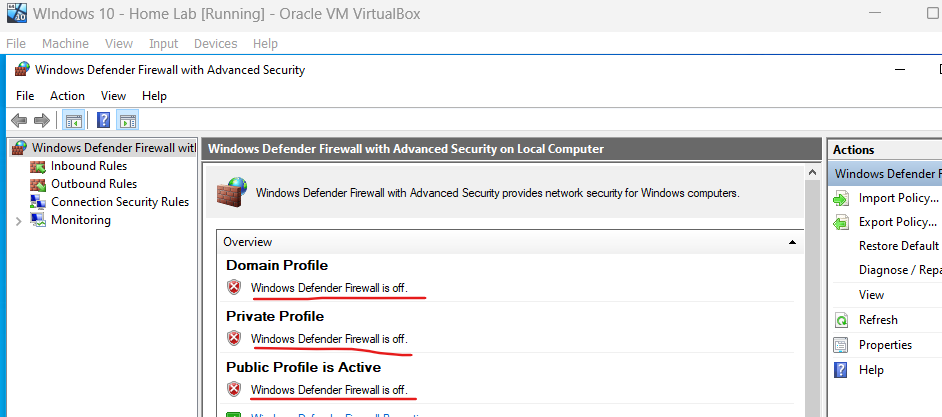 WIndows 10 - Home Lab [Running] - Oracle VM VirtualBox
File Machine View Input Devices Help
Windows Defender Firewall with Advanced Security
File Action View Help
Windows Defender Firewall wit
Inbound Rules
Outbound Rules
Connection Security Rules
Monitoring
Windows Defender Firewall with Advanced Security on Local Computer
Windows Defender Firewall with Advanced Security provides network security for Windows computers.
Overview
Domain Profile
Windows Defender Firewall is off.
Private Profile
Windows Defender Firewall is off.
Public Profile is Active
Windows Defender Firewall is off.
Actions
Windows Defender F
Import Policy...
Export Policy...
Restore Default
Diagnose / Repa
View
Refresh
Properties
Help